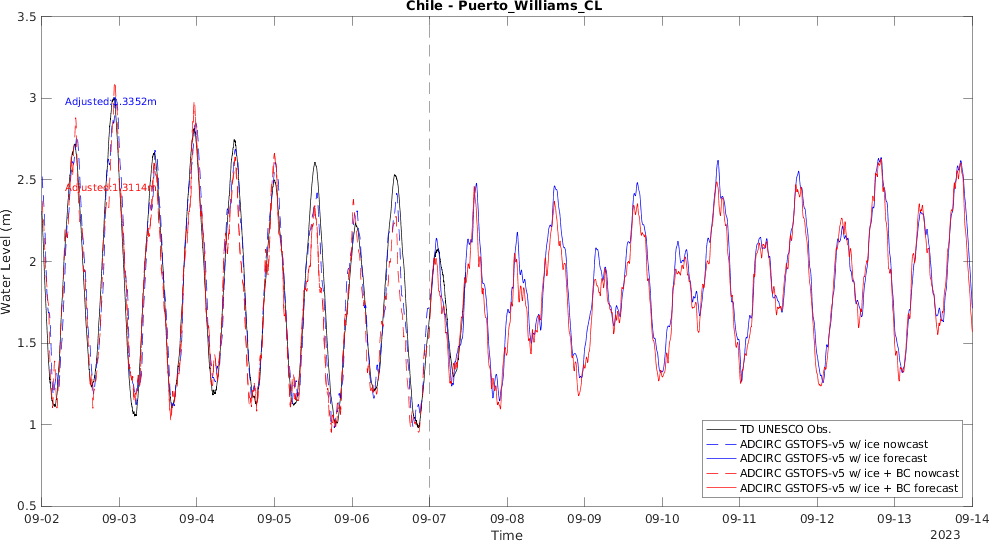 Chile - Puerto_Williams_CL
3.5
3
2.5
2
1.5
1
0.5
Water Level (m)
Adjusted:1.3352m
Adjusted:1.3114m
TD UNESCO Obs.
ADCIRC GSTOFS-v5 w/ ice nowcast
ADCIRC GSTOFS-v5 w/ ice forecast
ADCIRC GSTOFS-v5 w/ ice + BC nowcast
ADCIRC GSTOFS-v5 w/ ice + BC forecast
09-02 09-03 09-04 09-05 09-06 09-07 09-08 09-09 09-10 09-11 09-12 09-13 09-14
Time
2023